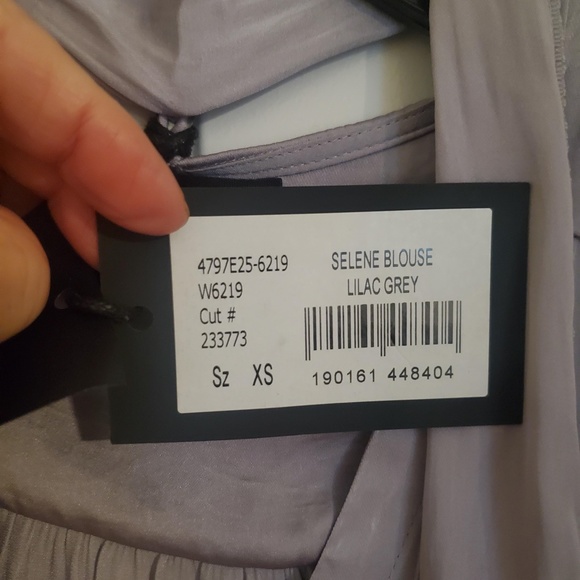 4797E25-6219
W6219
Cut #
233773
Sz XS
SELENE BLOUSE
LILAC GREY
190161 448404